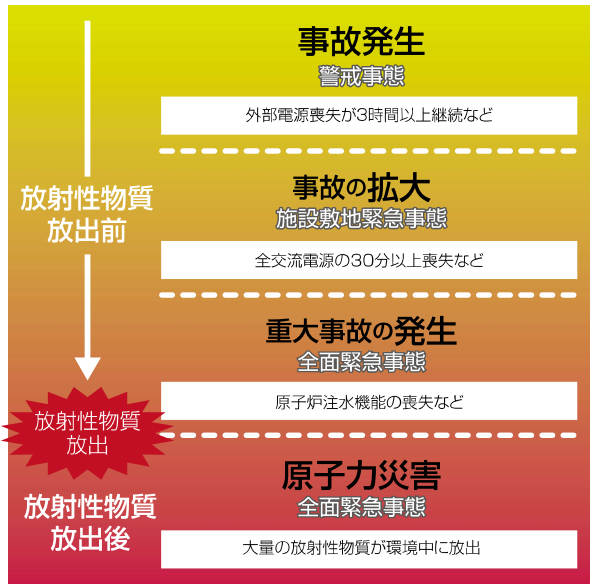 事故発生
警戒事態
外部電源喪失が3時間以上継続など
事故の拡大
施設敷地緊急事態
全交流電源の30分以上喪失など
重大事故の発生
全面緊急事態
原子炉注水機能の喪失など
原子力災害
全面緊急事態
大量の放射性物質が環境中に放出
放射性物質
放出前
放射性物質
放出
放射性物質
放出後